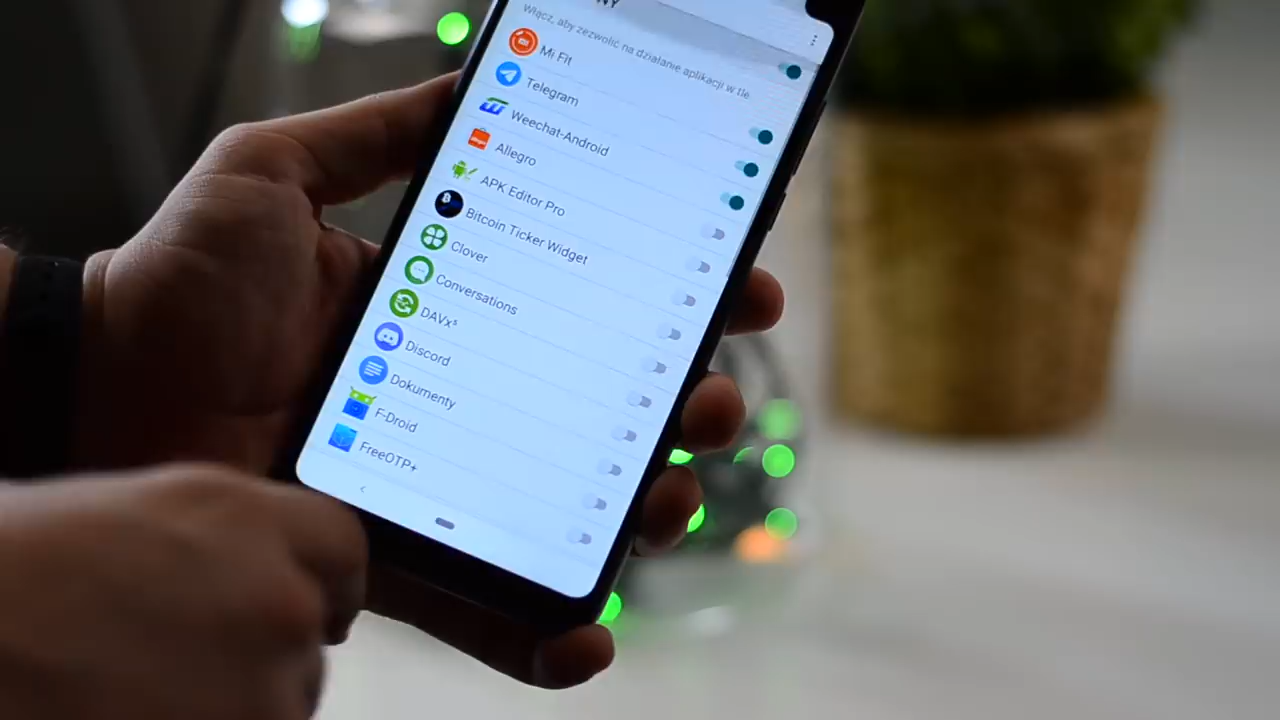 Włącz, aby zezwolić na działanie aplikacji w tle
Mi Fit
Telegram
Weechat-Android
Allegro
APK Editor Pro
Bitcoin Ticker Widget
Clover
Conversations
DAVx⁵
Discord
Dokumenty
F-Droid
FreeOTP+